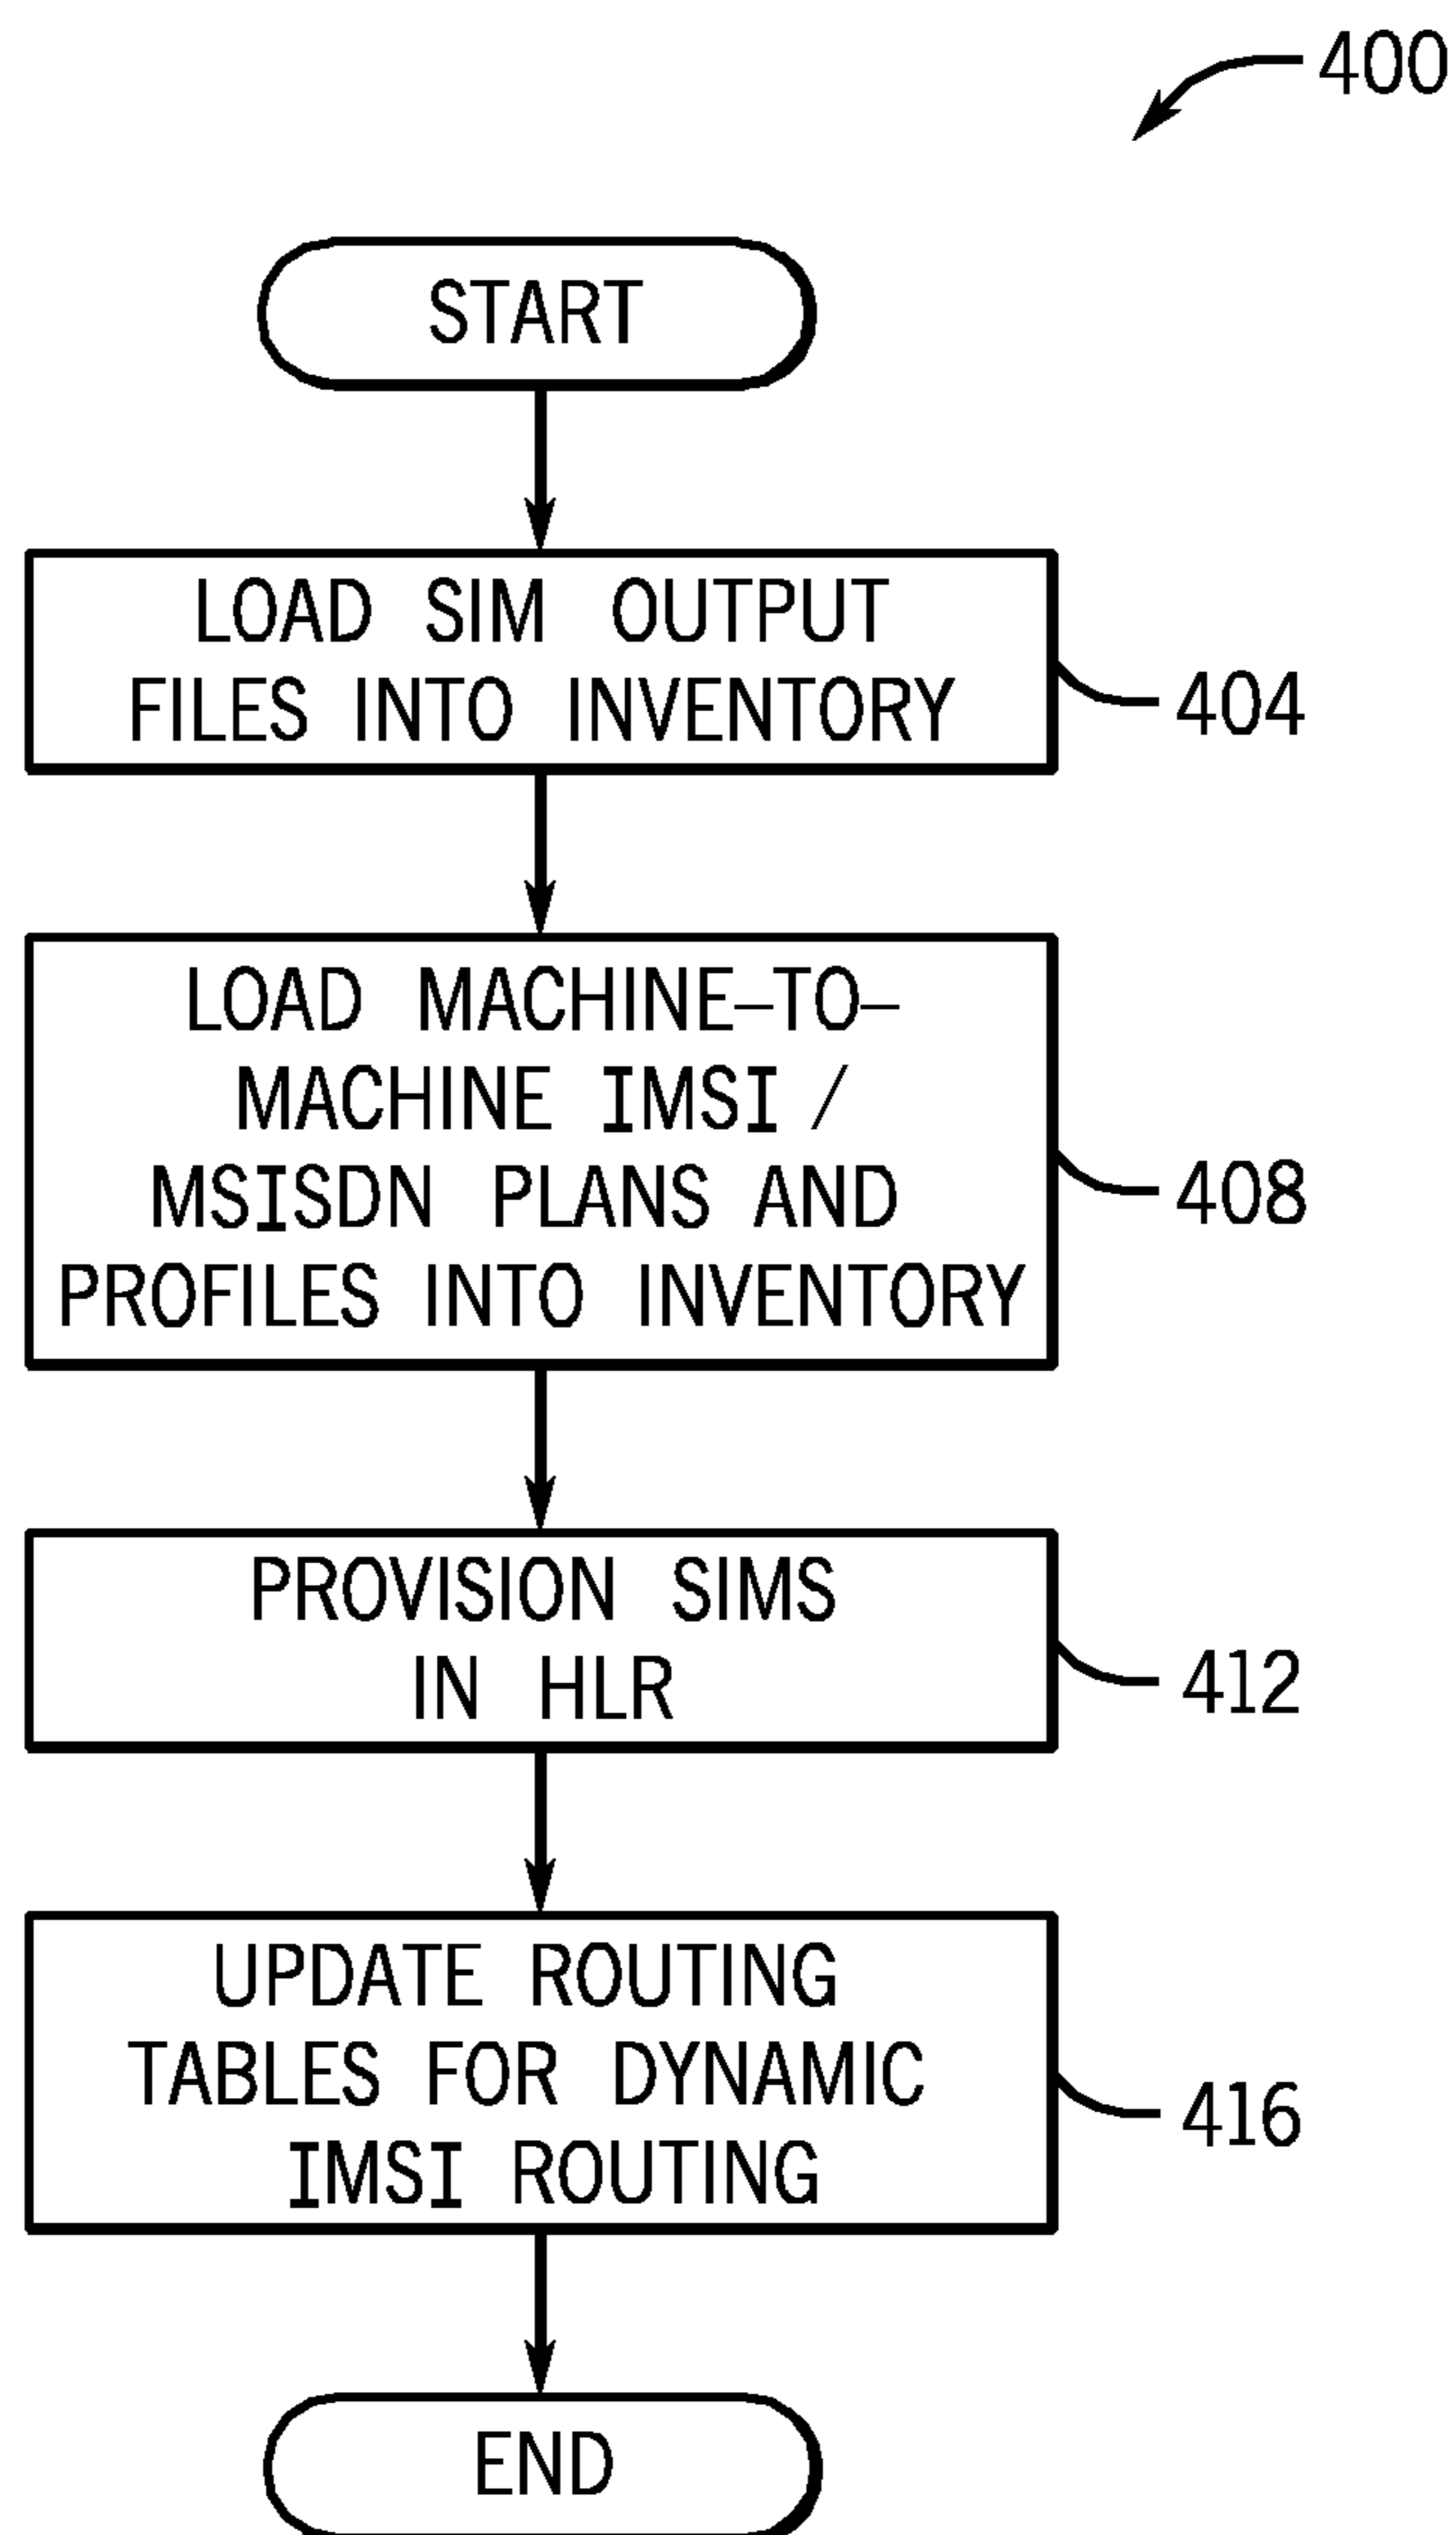 400
START
LOAD SIM OUTPUT
FILES INTO INVENTORY
404
LOAD MACHINE–TO–
MACHINE IMSI /
MSISDN PLANS AND
PROFILES INTO INVENTORY
408
PROVISION SIMS
IN HLR
412
UPDATE ROUTING
TABLES FOR DYNAMIC
IMSI ROUTING
416
END